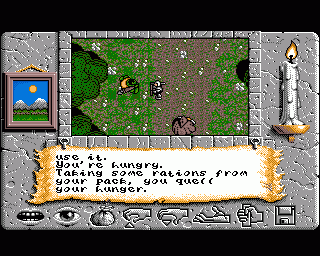 use it.
You're hungry.
Taking some rations from
your pack, you quell
your hunger.